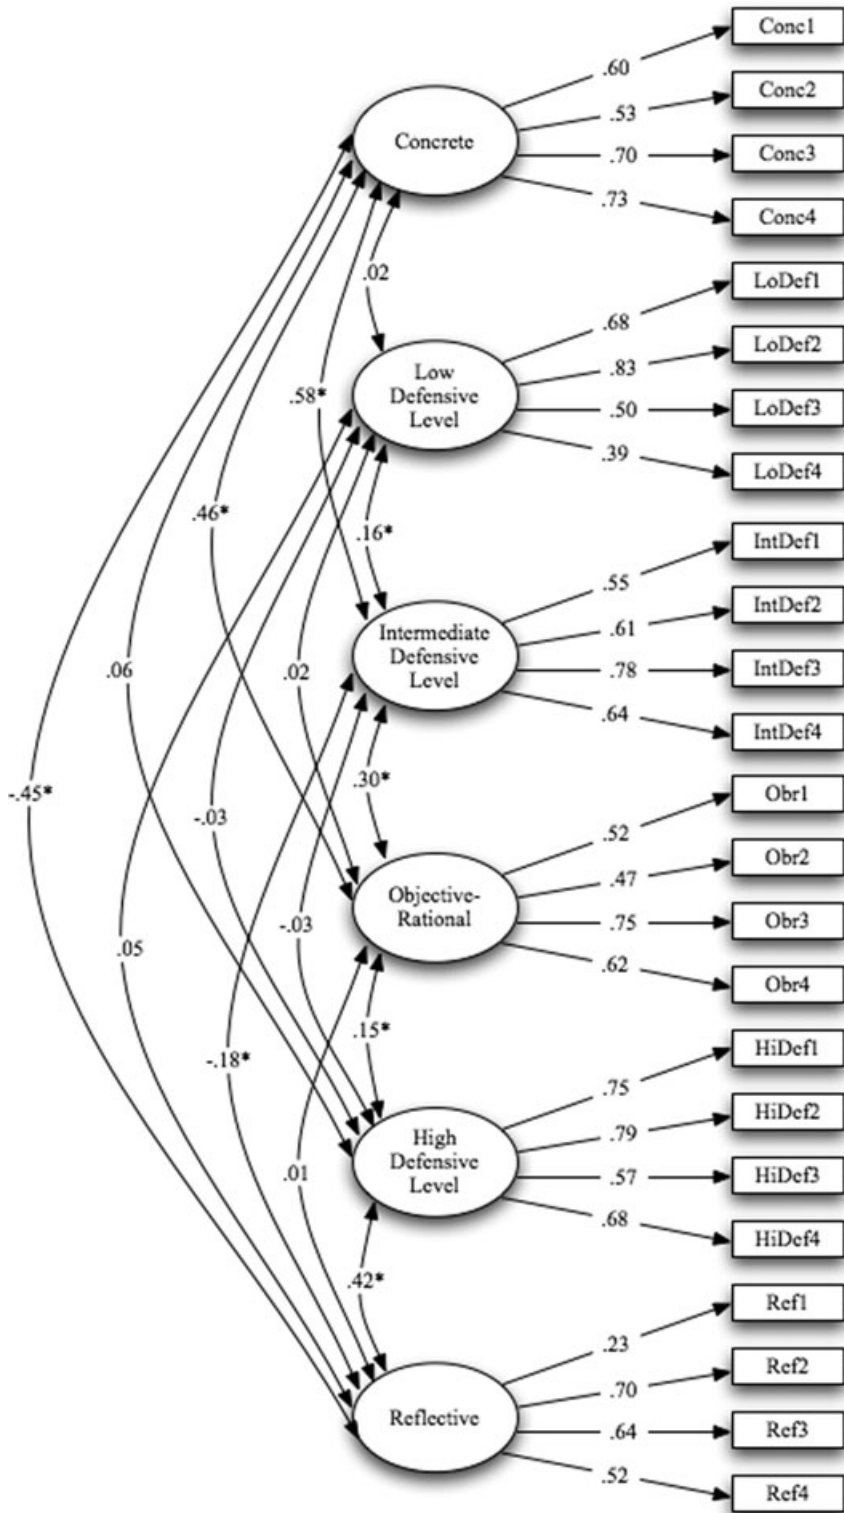 Conc1
.60
Conc2
.53
Concrete
Conc3
.70
.73
Conc4
.02
LoDef1
.68
LoDef2
Low
Defensive
Level
.83
.58*
.50
LoDef3
.39
LoDef4
.46*
.16*
IntDef1
.55
IntDef2
Intermediate
Defensive
Level
.61
.06
.02
.78
IntDef3
.64
IntDef4
-.45*
.30*
Obr1
-.03
.52
Obr2
.47
Objective-
Rational
-.03
.75
Obr3
.05
.62
Obr4
.15*
-.18*
HiDef1
.75
HiDef2
High
Defensive
Level
.79
.01
.57
HiDef3
.68
HiDef4
.42*
Ref1
.23
Ref2
.70
Reflective
.64
Ref3
.52
Ref4